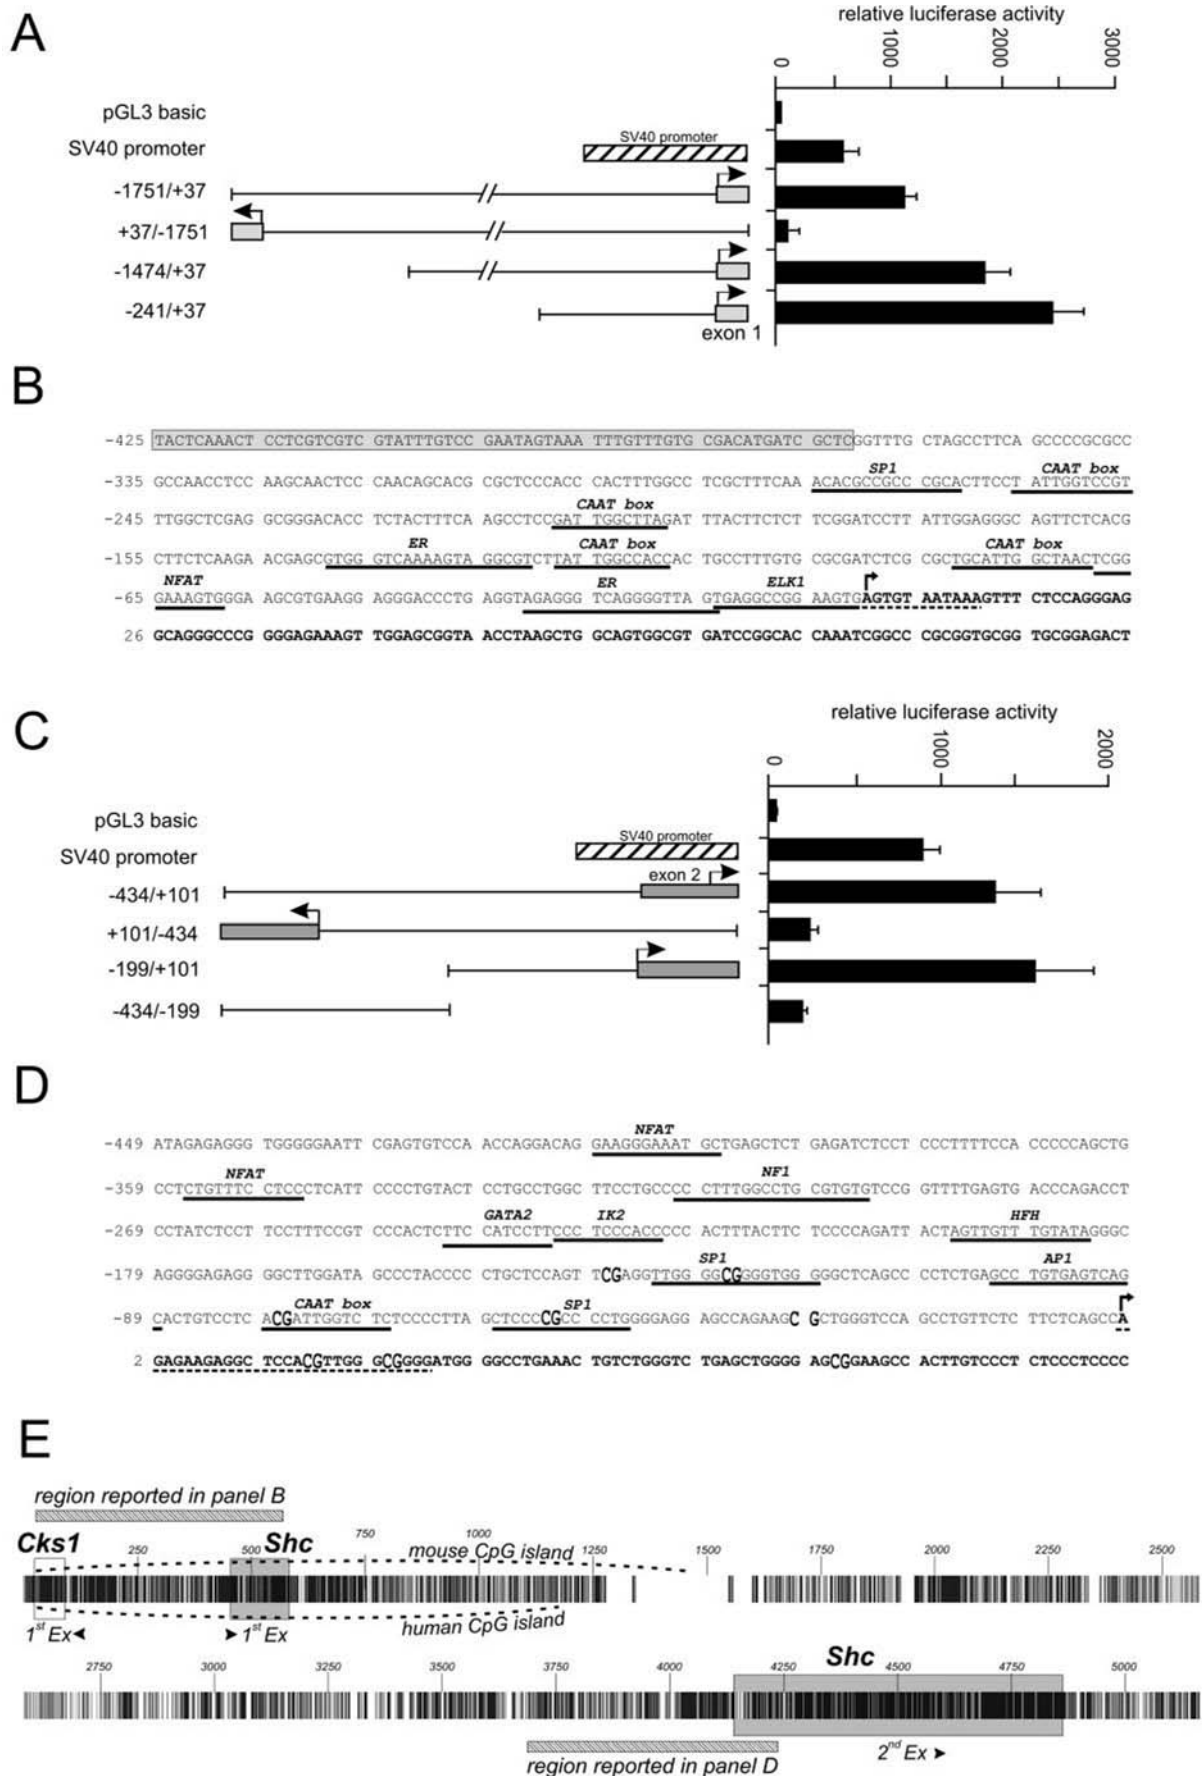 A
relative luciferase activity
0 1000 2000 3000
pGL3 basic
SV40 promoter
SV40 promoter
-1751/+37
+37/-1751
-1474/+37
-241/+37
exon 1
B
-425 TACTCAAACT CCTCGTCGTC GTATTTGTCC GAATAGTAAA TTTGTTTGTG CGACATGATC GCTCGGTTTG CTAGCCTTCA GCCCCGCGCC
SP1 CAAT box
-335 GCCAACCTCC AAGCAACTCC CAACAGCACG CGCTCCCACC CACTTTGGCC TCGCTTTCAA ACACGCCGCC CGCACTTCCT ATTGGTCCGT
CAAT box
-245 TTGGCTCGAG GCGGGACACC TCTACTTTCA AGCCTCCGAT TGGCTTAGAT TTACTTCTCT TCGGATCCTT ATTGGAGGGC AGTTCTCACG
ER CAAT box CAAT box
-155 CTTCTCAAGA ACGAGCGTGG GTCAAAAGTA GGCGTCTTAT TGGCCACCAC TGCCTTTGTG CGCGATCTCG CGCTGCATTG GCTAACTCGG
NFAT ER ELK1
-65 GAAAGTGGGA AGCGTGAAGG AGGGACCCTG AGGTAGAGGG TCAGGGGTTA GTGAGGCCGG AAGTGAGTGT AATAAAGTTT CTCCAGGGAG
26 GCAGGGCCCG GGGAGAAAGT TGGAGCGGTA ACCTAAGCTG GCAGTGGCGT GATCCGGCAC CAAATCGGCC CGCGGTGCGG TGCGGAGACT
C
relative luciferase activity
0 1000 2000
pGL3 basic
SV40 promoter
SV40 promoter
exon 2
-434/+101
+101/-434
-199/+101
-434/-199
D
NFAT
-449 ATAGAGAGGG TGGGGGAATT CGAGTGTCCA ACCAGGACAG GAAGGGAAAT GCTGAGCTCT GAGATCTCCT CCCTTTTCCA CCCCCAGCTG
NFAT NF1
-359 CCTCTGTTTC CTCCCTCATT CCCCTGTACT CCTGCCTGGC TTCCTGCCCC CCTTTGGCCTG CGTGTGTCCG GTTTTGAGTG ACCCAGACCT
GATA2 IK2 HFH
-269 CCTATCTCCT TCCTTTCCGT CCCACTCTTC CATCCTTCCC TCCCACCCCC ACTTTACTTC TCCCCAGATT ACTAGTTGTT TGTATAGGGC
SP1 AP1
-179 AGGGGAGAGG GGCTTGGATA GCCCTACCCC CTGCTCCAGT TCGAGGTTGG GGCGGGGTGG GGGCTCAGCC CCTCTGAGCC TGTGAGTCAG
CAAT box SP1
-89 CACTGTCCTC ACGATTGGTC TCTCCCCTTA GCTCCCCGCC CCCTGGGGAGG AGCCAGAAGC GCTGGGTCCA GCCTGTTCTC TTCTCAGCCA
2 GAGAAGAGGC TCCACGTTGG GCGGGGATGG GGCCTGAAAC TGTCTGGGTC TGAGCTGGGG AGCGGAAGCC ACTTGTCCCT CTCCCTCCCC
E
region reported in panel B
Cks1 Shc
250 500 750 1000 1250 1500 1750 2000 2250 2500
mouse CpG island
human CpG island
1st Ex 1st Ex
Shc
2750 3000 3250 3500 3750 4000 4250 4500 4750 5000
2nd Ex
region reported in panel D